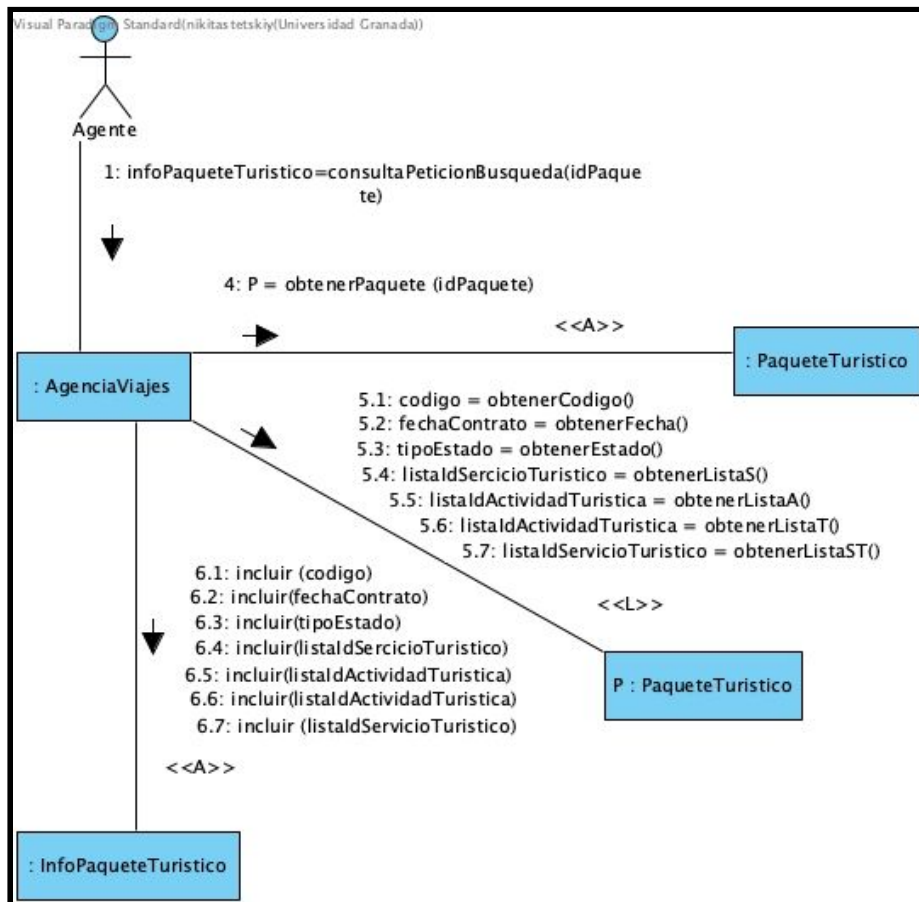 Visual Paradigm Standard(nikitastetskiy(Universidad Granada))
Agente
1: infoPaqueteTuristico=consultaPeticionBusqueda(idPaque
te)
4: P = obtenerPaquete (idPaquete)
<<A>>
: AgenciaViajes
: PaqueteTuristico
5.1: codigo = obtenerCodigo()
5.2: fechaContrato = obtenerFecha()
5.3: tipoEstado = obtenerEstado()
5.4: listaIdSercicioTuristico = obtenerListaS()
5.5: listaIdActividadTuristica = obtenerListaA()
5.6: listaIdActividadTuristica = obtenerListaT()
5.7: listaIdServicioTuristico = obtenerListaST()
6.1: incluir (codigo)
6.2: incluir(fechaContrato)
6.3: incluir(tipoEstado)
6.4: incluir(listaIdSercicioTuristico)
6.5: incluir(listaIdActividadTuristica)
6.6: incluir(listaIdActividadTuristica)
6.7: incluir (listaIdServicioTuristico)
<<L>>
P : PaqueteTuristico
<<A>>
: InfoPaqueteTuristico